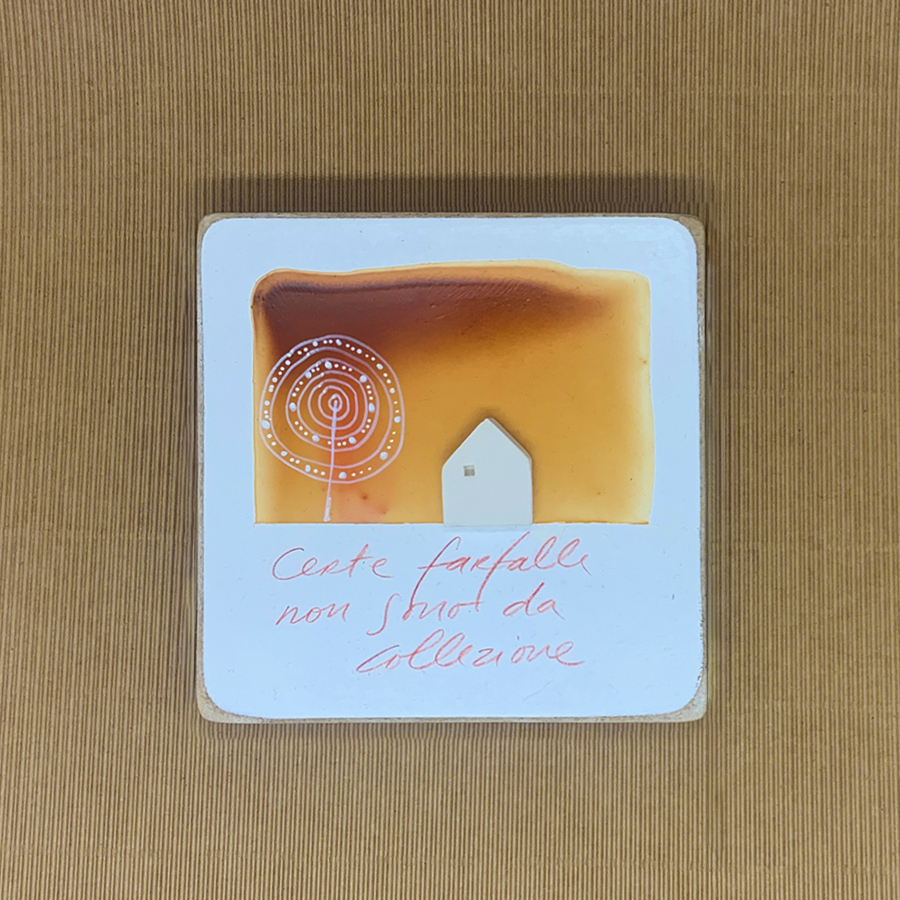 Certe farfalle
non sono da
collezione